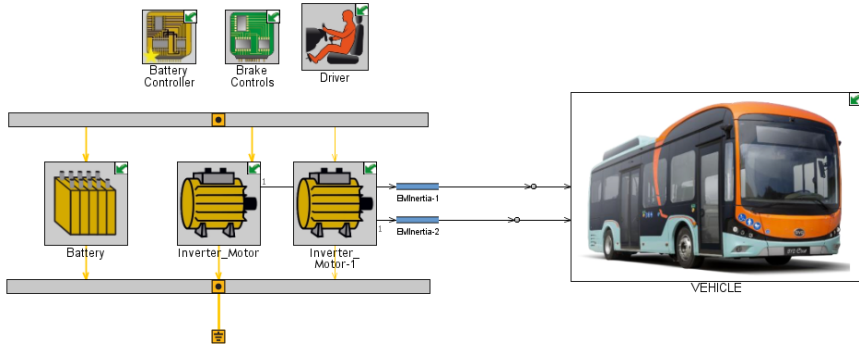 Battery
Controller
Brake
Controls
Driver
1
EMInertia-1
EMInertia-2
1
Battery
Inverter_Motor
Inverter_
Motor-1
VEHICLE